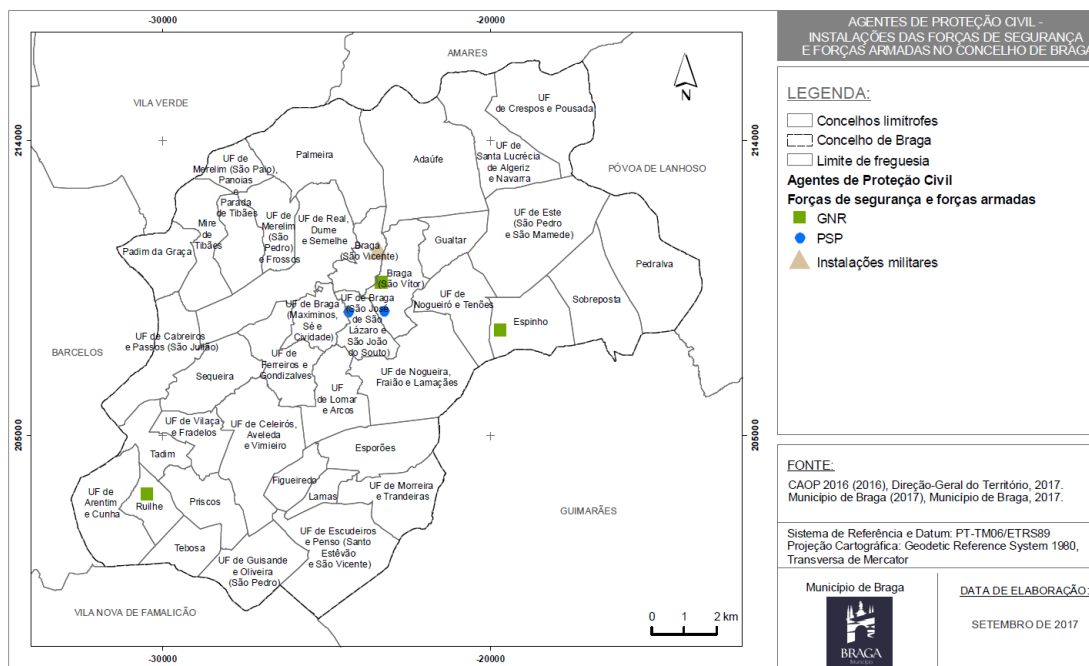 -30000
-20000
AGENTES DE PROTEÇÃO CIVIL -
INSTALAÇÕES DAS FORÇAS DE SEGURANÇA
E FORÇAS ARMADAS NO CONCELHO DE BRAGA
AMARES
VILA VERDE
N
UF
de Crespos e Pousada
214000
214000
Palmeira
Adaúfe
UF de
Santa Lucrécia
de Algeriz
e Navarra
PÓVOA DE LANHOSO
UF de
Merelim (São Paio),
Panoias
e
Parada
de Tibães
Mire
de
Tibães
UF de
Merelim
(São
Pedro)
e Frossos
UF de Real,
Dume
e Semelhe
UF de Este
(São Pedro
e São Mamede)
Gualtar
Padim da Graça
Braga
(São Vicente)
Pedralva
Braga
(São Vítor)
UF de
Nogueiró e Tenões
Sobreposta
UF de Braga
(Maximinos,
Sé e
Cividade)
UF de Braga
(São José
de São
Lázaro e
São João
do Souto)
Espinho
UF de Cabreiros
e Passos (São Julião)
BARCELOS
UF de
Ferreiros e
Gondizalves
Sequeira
UF de Nogueira,
Fraião e Lamaçães
UF
de Lomar
e Arcos
UF de Vilaça
e Fradelos
UF de Celeirós,
Aveleda
e Vimieiro
205000
205000
Tadim
Esporões
Figueiredo
UF de
Arentim
e Cunha
Ruilhe
Priscos
Lamas
UF de Morreira
e Trandeiras
GUIMARÃES
Tebosa
UF de Escudeiros
e Penso (Santo
Estêvão
e São Vicente)
UF de Guisande
e Oliveira
(São Pedro)
VILA NOVA DE FAMALICÃO
0 1 2 km
-30000
-20000
LEGENDA:
Concelhos limítrofes
Concelho de Braga
Limite de freguesia
Agentes de Proteção Civil
Forças de segurança e forças armadas
GNR
PSP
Instalações militares
FONTE:
CAOP 2016 (2016), Direção-Geral do Território, 2017.
Município de Braga (2017), Município de Braga, 2017.
Sistema de Referência e Datum: PT-TM06/ETRS89
Projeção Cartográfica: Geodetic Reference System 1980,
Transversa de Mercator
Município de Braga
BRAGA
Município
DATA DE ELABORAÇÃO:
SETEMBRO DE 2017